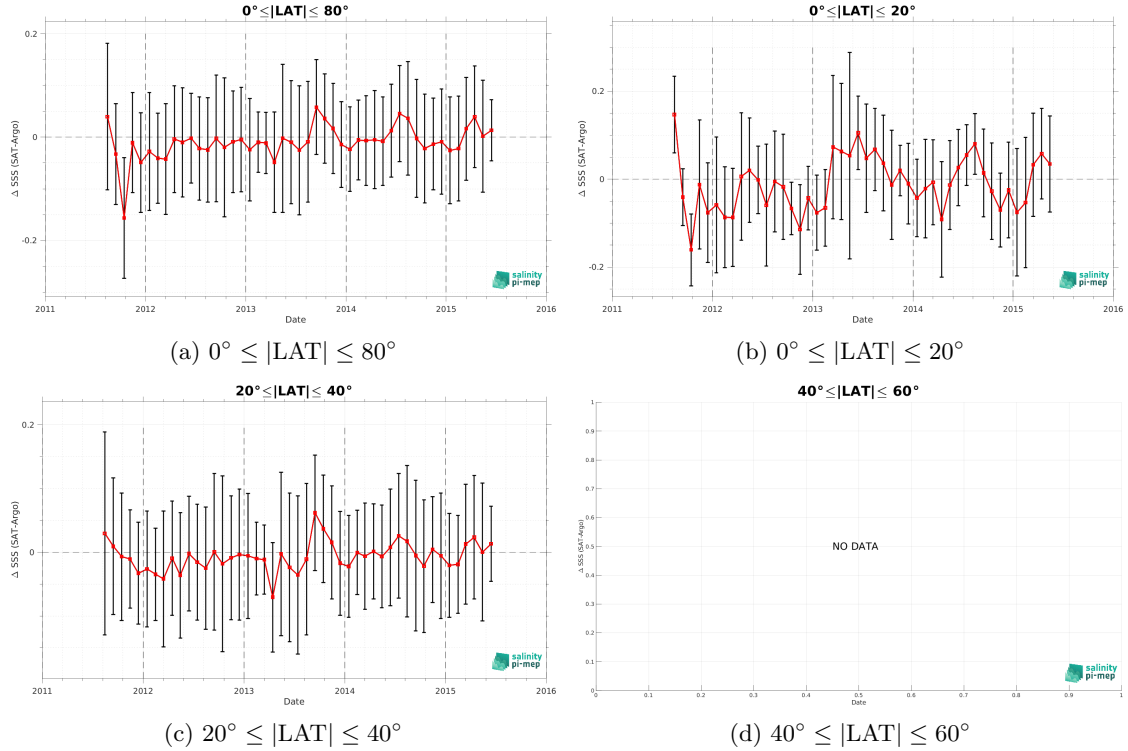 0°≤|LAT|≤ 80°
Δ SSS (SAT-Argo)
0.2
0
-0.2
2011 2012 2013 2014 2015 2016
Date
salinity
pi-mep
(a) 0° ≤ |LAT| ≤ 80°
0°≤|LAT|≤ 20°
Δ SSS (SAT-Argo)
0.2
0
-0.2
2011 2012 2013 2014 2015 2016
Date
salinity
pi-mep
(b) 0° ≤ |LAT| ≤ 20°
20°≤|LAT|≤ 40°
Δ SSS (SAT-Argo)
0.2
0
2011 2012 2013 2014 2015 2016
Date
salinity
pi-mep
(c) 20° ≤ |LAT| ≤ 40°
40°≤|LAT|≤ 60°
Δ SSS (SAT-Argo)
1
0.9
0.8
0.7
0.6
0.5
0.4
0.3
0.2
0.1
0
NO DATA
0 0.1 0.2 0.3 0.4 0.5 0.6 0.7 0.8 0.9 1
Date
salinity
pi-mep
(d) 40° ≤ |LAT| ≤ 60°